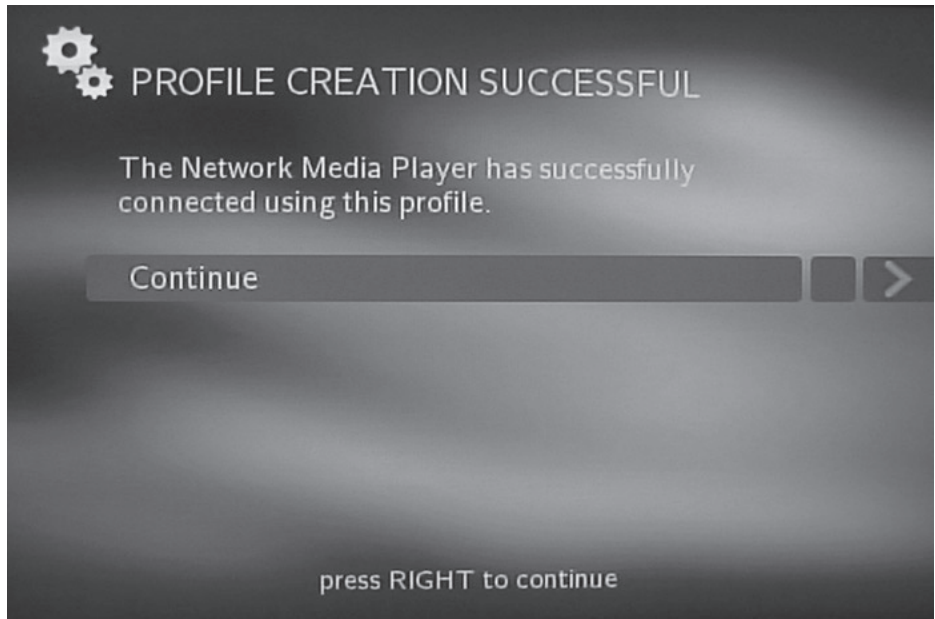 PROFILE CREATION SUCCESSFUL
The Network Media Player has successfully
connected using this profile.
Continue
press RIGHT to continue